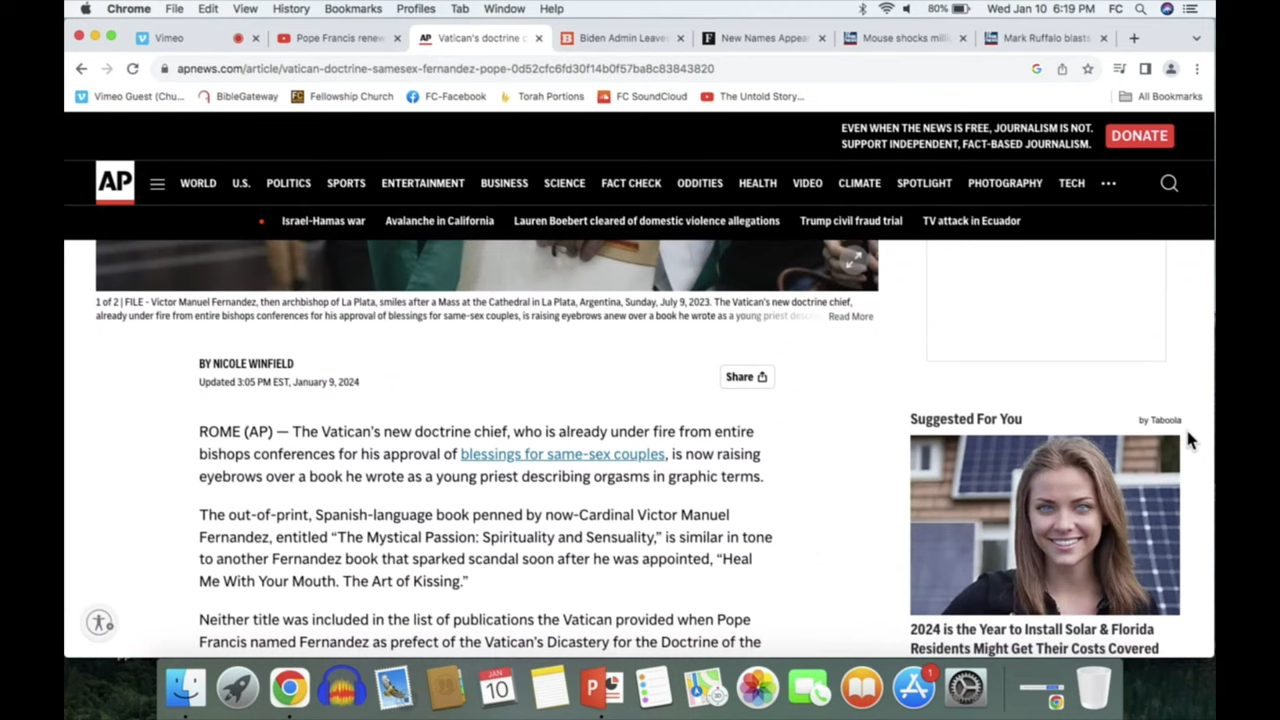 Chrome File Edit View History Bookmarks Profiles Tab Window Help 80% Wed Jan 10 6:19 PM FC
Vimeo Pope Francis rene Vatican's doctrine c Biden Admin Leave New Names Appea Mouse shocks mill Mark Ruffalo blasts
apnews.com/article/vatican-doctrine-samesex-fernandez-pope-0d52cfc6fd30f14b0f57ba8c83843820
Vimeo Guest (Chu... BibleGateway Fellowship Church FC-Facebook Torah Portions FC SoundCloud The Untold Story... All Bookmarks
EVEN WHEN THE NEWS IS FREE, JOURNALISM IS NOT.
SUPPORT INDEPENDENT, FACT-BASED JOURNALISM.
DONATE
AP WORLD U.S. POLITICS SPORTS ENTERTAINMENT BUSINESS SCIENCE FACT CHECK ODDITIES HEALTH VIDEO CLIMATE SPOTLIGHT PHOTOGRAPHY TECH
Israel-Hamas war Avalanche in California Lauren Boebert cleared of domestic violence allegations Trump civil fraud trial TV attack in Ecuador
1 of 2 | FILE - Victor Manuel Fernandez, then archbishop of La Plata, smiles after a Mass at the Cathedral in La Plata, Argentina, Sunday, July 9, 2023. The Vatican's new doctrine chief,
already under fire from entire bishops conferences for his approval of blessings for same-sex couples, is raising eyebrows anew over a book he wrote as a young priest Read More
BY NICOLE WINFIELD
Updated 3:05 PM EST, January 9, 2024
Share
ROME (AP) — The Vatican's new doctrine chief, who is already under fire from entire
bishops conferences for his approval of blessings for same-sex couples, is now raising
eyebrows over a book he wrote as a young priest describing orgasms in graphic terms.
The out-of-print, Spanish-language book penned by now-Cardinal Victor Manuel
Fernandez, entitled “The Mystical Passion: Spirituality and Sensuality,” is similar in tone
to another Fernandez book that sparked scandal soon after he was appointed, “Heal
Me With Your Mouth. The Art of Kissing.”
Neither title was included in the list of publications the Vatican provided when Pope
Francis named Fernandez as prefect of the Vatican's Dicastery for the Doctrine of the
Suggested For You
by Taboola
2024 is the Year to Install Solar & Florida
Residents Might Get Their Costs Covered
JAN
10
1